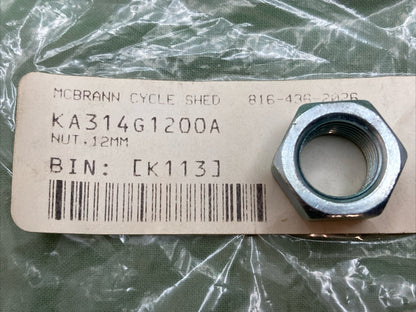 MCBRANN CYCLE SHED 816-436-2026
KA314G1200A
NUT,12MM
BIN: [K113]